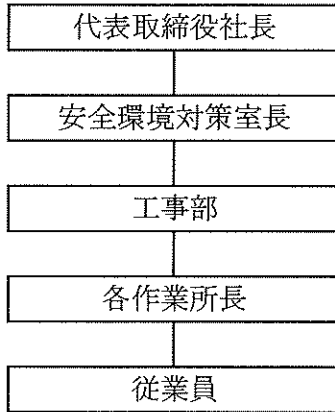 代表取締役社長
安全環境対策室長
工事部
各作業所長
従業員